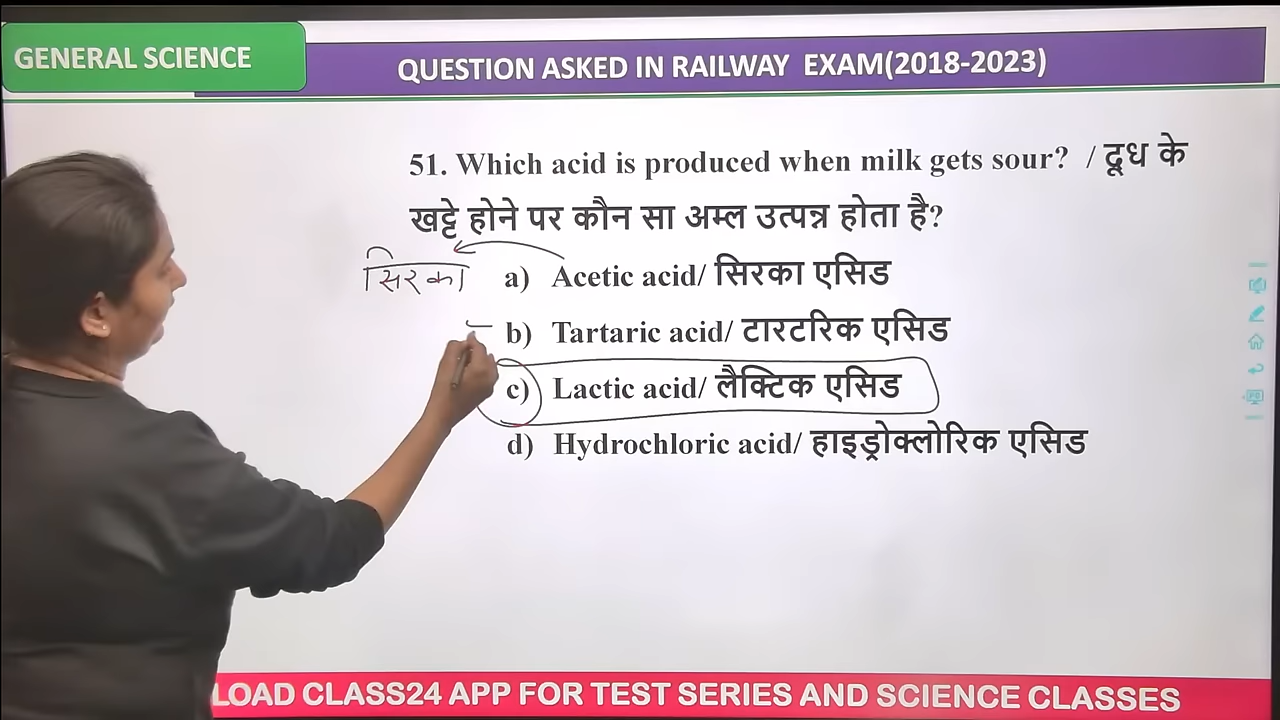 GENERAL SCIENCE
QUESTION ASKED IN RAILWAY EXAM(2018-2023)
51. Which acid is produced when milk gets sour? / दूध के
खट्टे होने पर कौन सा अम्ल उत्पन्न होता है?
सिरका
a) Acetic acid/ सिरका एसिड
b) Tartaric acid/ टारटरिक एसिड
c) Lactic acid/ लैक्टिक एसिड
d) Hydrochloric acid/ हाइड्रोक्लोरिक एसिड
LOAD CLASS24 APP FOR TEST SERIES AND SCIENCE CLASSES